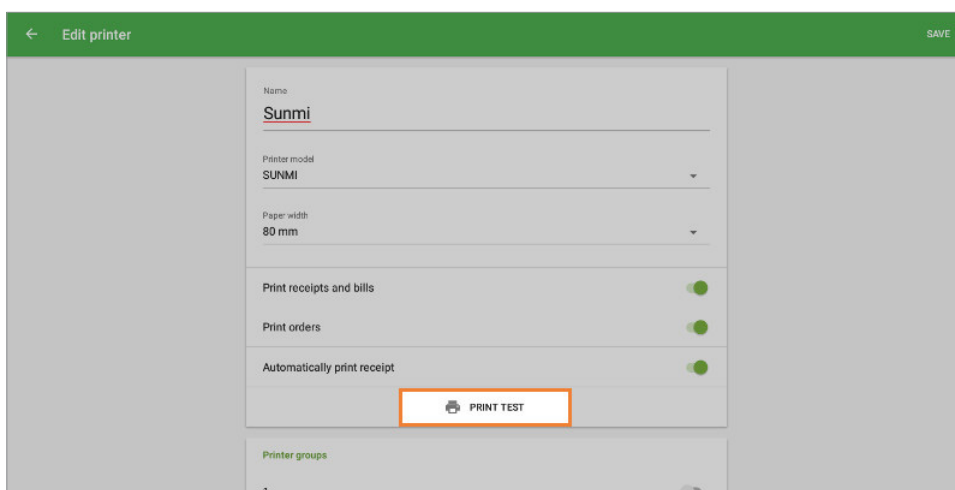 Edit printer
SAVE
Name
Sunmi
Printer model
SUNMI
Paper width
80 mm
Print receipts and bills
Print orders
Automatically print receipt
PRINT TEST
Printer groups